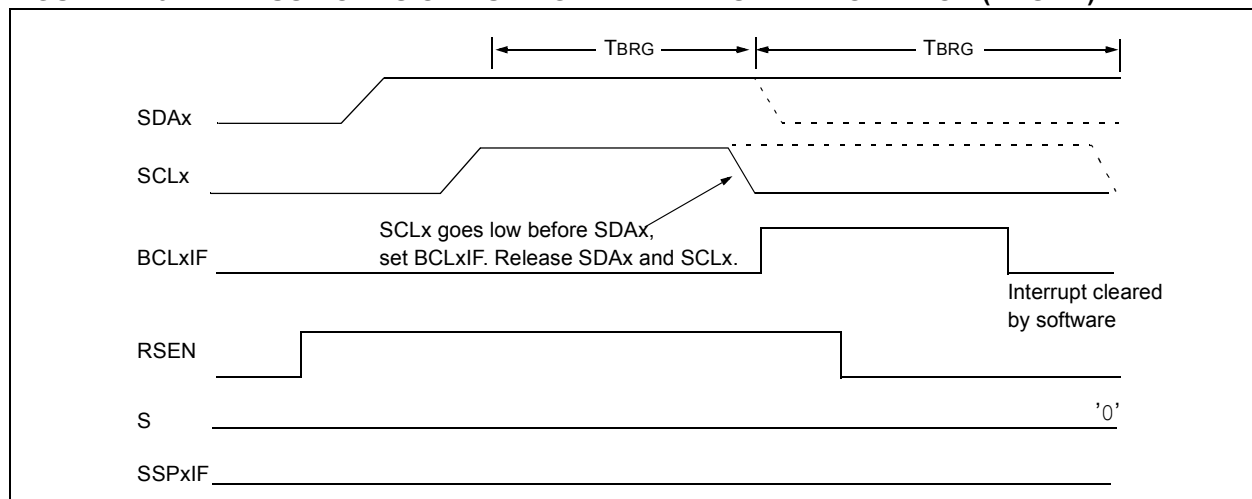 TBRG TBRG
SDAx
SCLx
SCLx goes low before SDAx,
set BCLxIF. Release SDAx and SCLx.
BCLxIF
Interrupt cleared
by software
RSEN
S '0'
SSPxIF